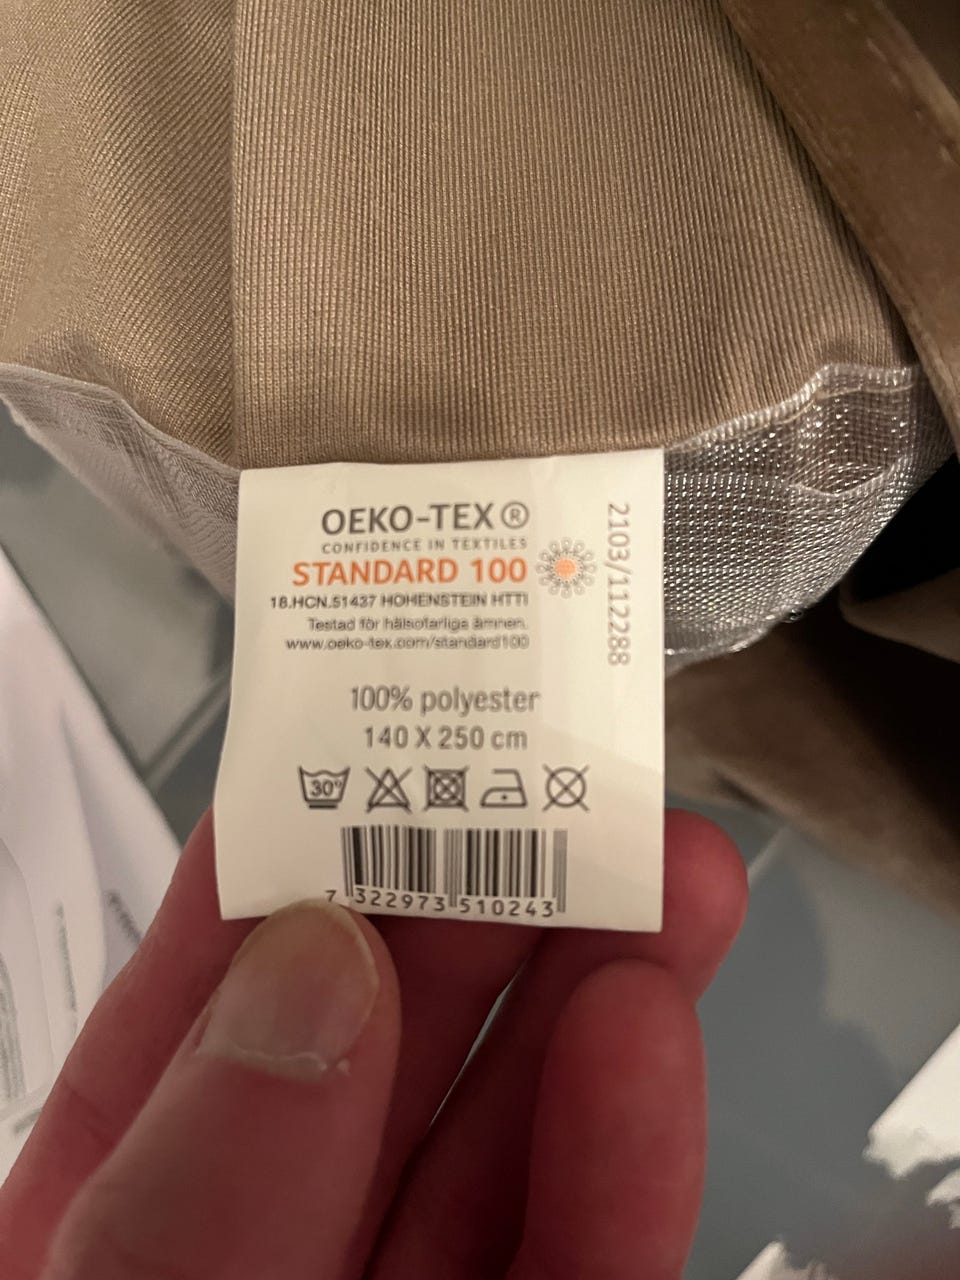 OEKO-TEX®
CONFIDENCE IN TEXTILES
STANDARD 100
18.HCN.51437 HOHENSTEIN HTTI
Testad för hälsofarliga ämnen.
www.oeko-tex.com/standard100
2103/112288
100% polyester
140 X 250 cm
30°
7 322973 510243